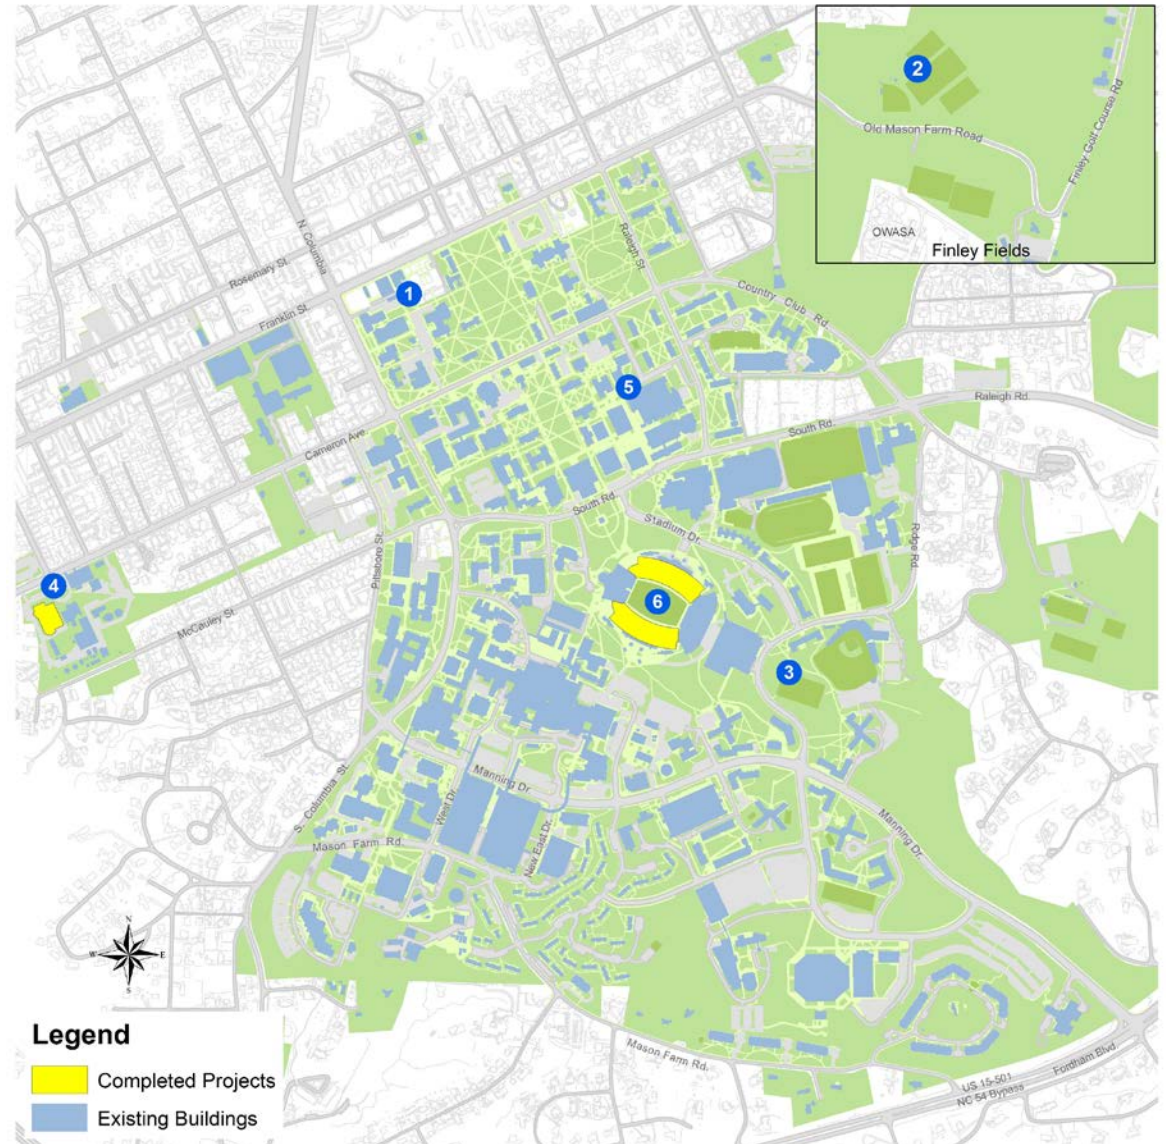 2
Old Mason Farm Road
Finley Golf Course Rd
OWASA
Finley Fields
N. Columbia
Rosemary St.
Franklin St.
1
Raleigh St
Country Club Rd
5
Raleigh Rd.
South Rd.
Cameron Ave.
South Rd.
Stadium Dr.
Ridge Rd.
Pittsboro St.
4
McCauley St
6
3
S. Columbia St.
Manning Dr
West Dr.
Manning Dr.
Mason Farm Rd.
New East Dr.
N
W
E
S
Mason Farm Rd.
US 15-501
Fordham Blvd
NC 54 Bypass
Legend
Completed Projects
Existing Buildings